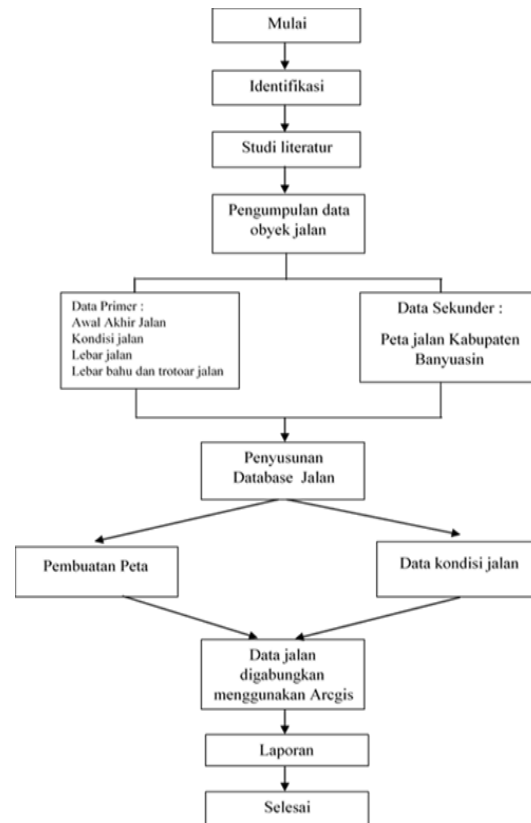 Mulai
Identifikasi
Studi literatur
Pengumpulan data
obyek jalan
Data Primer :
Awal Akhir Jalan
Kondisi jalan
Lebar jalan
Lebar bahu dan trotoar jalan
Data Sekunder :
Peta jalan Kabupaten
Banyuasin
Penyusunan
Database Jalan
Pembuatan Peta
Data kondisi jalan
Data jalan
digabungkan
menggunakan Arcgis
Laporan
Selesai